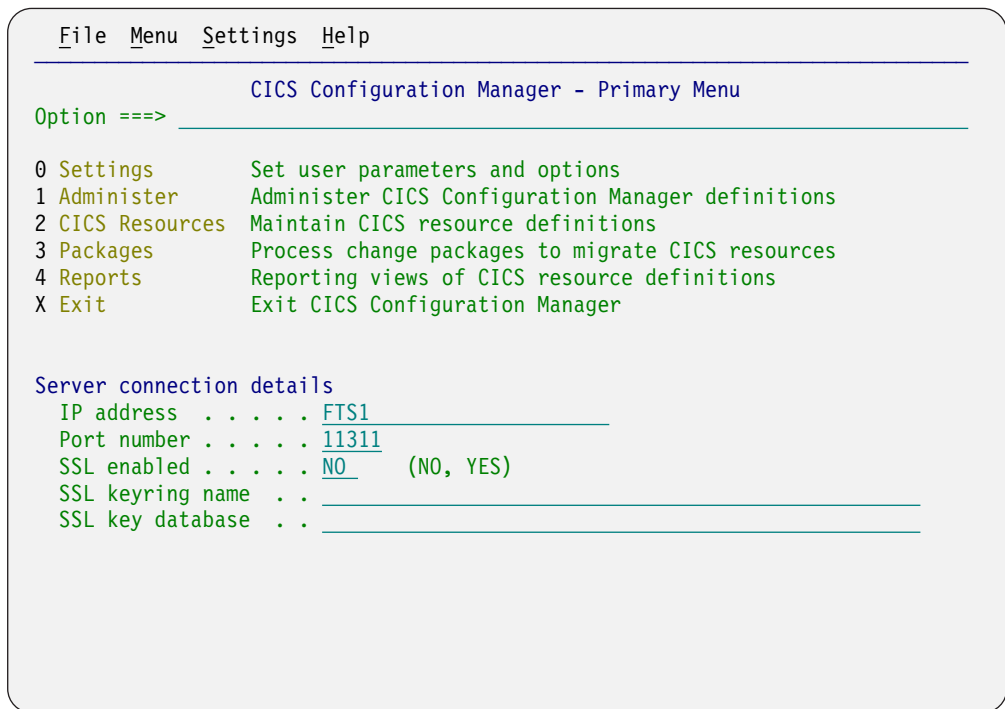 File Menu Settings Help
CICS Configuration Manager - Primary Menu
Option ===>
0 Settings Set user parameters and options
1 Administer Administer CICS Configuration Manager definitions
2 CICS Resources Maintain CICS resource definitions
3 Packages Process change packages to migrate CICS resources
4 Reports Reporting views of CICS resource definitions
X Exit Exit CICS Configuration Manager
Server connection details
IP address . . . . . FTS1
Port number . . . . . 11311
SSL enabled . . . . . NO (NO, YES)
SSL keyring name . .
SSL key database . .